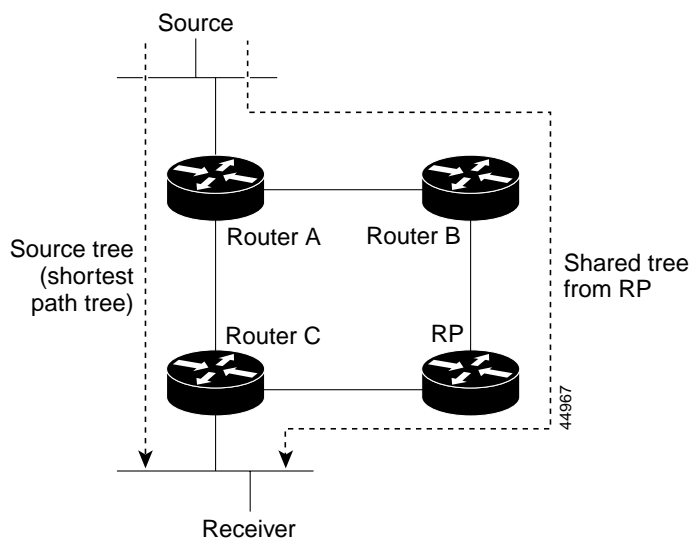 Source
Router A
Router B
Source tree
(shortest
path tree)
Shared tree
from RP
Router C
RP
44967
Receiver